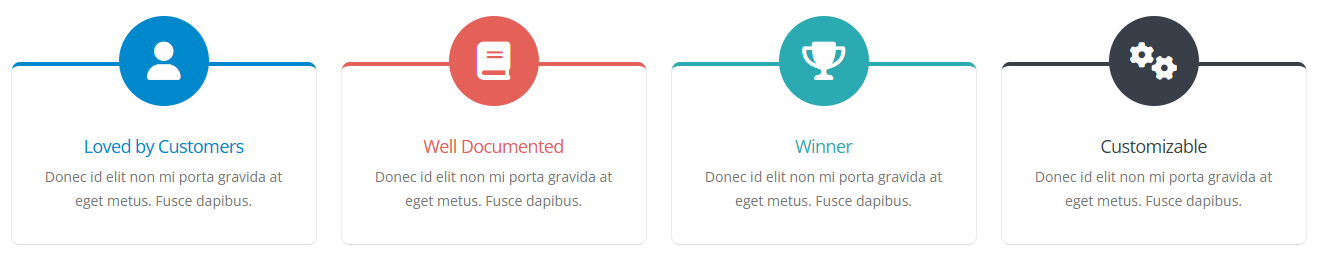 Loved by Customers
Donec id elit non mi porta gravida at
eget metus. Fusce dapibus.
Well Documented
Donec id elit non mi porta gravida at
eget metus. Fusce dapibus.
Winner
Donec id elit non mi porta gravida at
eget metus. Fusce dapibus.
Customizable
Donec id elit non mi porta gravida at
eget metus. Fusce dapibus.